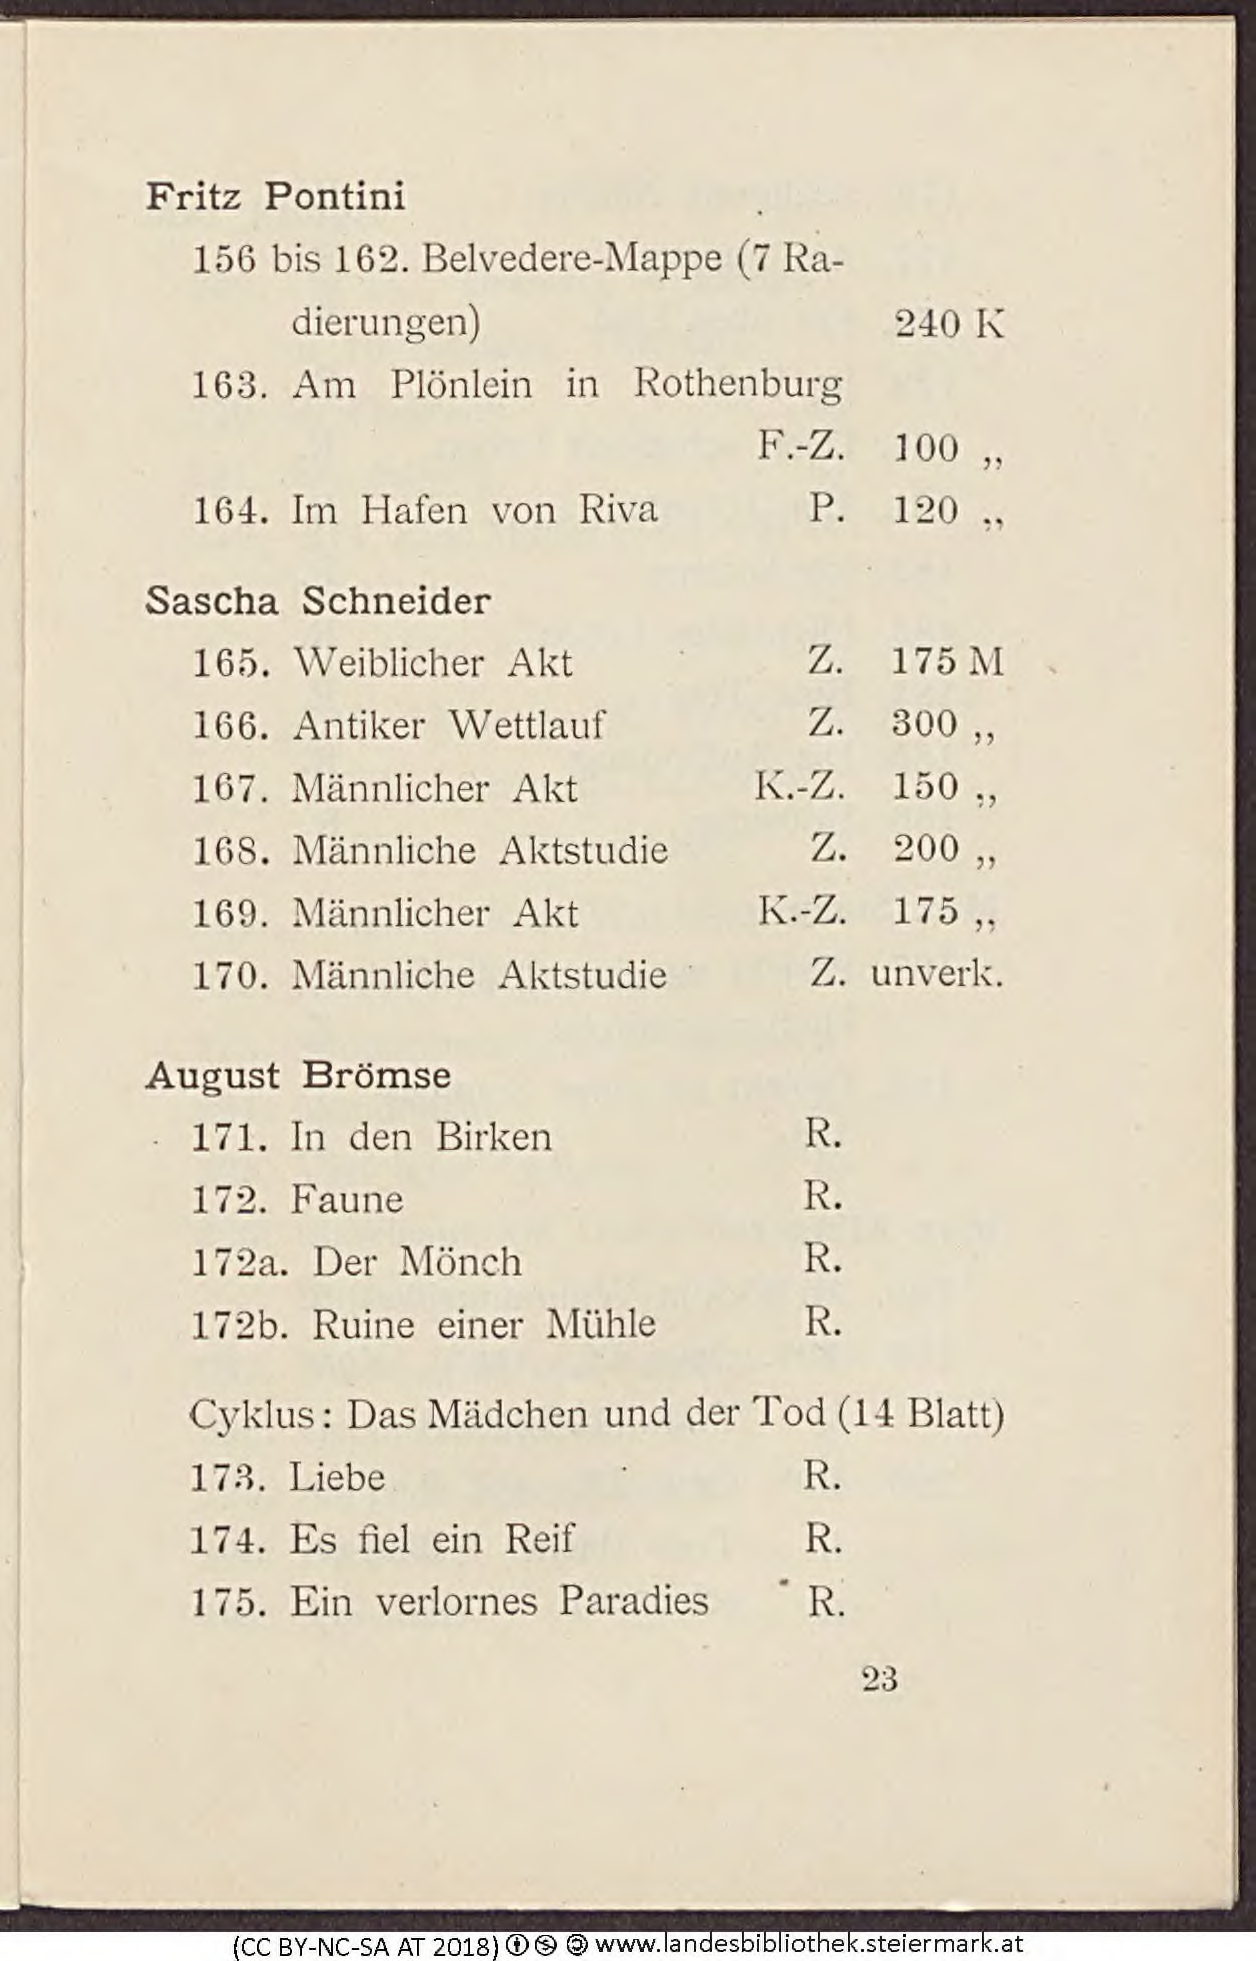 Fritz Pontini
156 bis 162. Belvedere-Mappe (7 Ra-
dierungen) 240 K
163. Am Plönlein in Rothenburg
F.-Z. 100 „
164. Im Hafen von Riva P. 120 „
Sascha Schneider
165. Weiblicher Akt Z. 175 M
166. Antiker Wettlauf Z. 300 „
167. Männlicher Akt K.-Z. 150 „
168. Männliche Aktstudie Z. 200 „
169. Männlicher Akt K.-Z. 175 „
170. Männliche Aktstudie Z. unverk.
August Brömse
171. In den Birken R.
172. Faune R.
172a. Der Mönch R.
172b. Ruine einer Mühle R.
Cyklus: Das Mädchen und der Tod (14 Blatt)
173. Liebe R.
174. Es fiel ein Reif R.
175. Ein verlornes Paradies R.
23
(CC BY-NC-SA AT 2018) www.landesbibliothek.steiermark.at